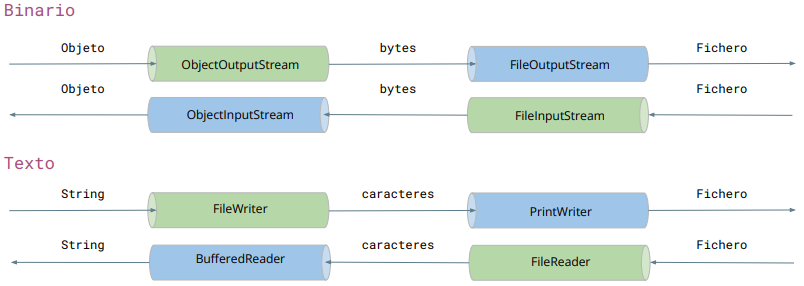 Binario
Objeto
ObjectOutputStream
bytes
FileOutputStream
Fichero
Objeto
ObjectInputStream
bytes
FileInputStream
Fichero
Texto
String
FileWriter
caracteres
PrintWriter
Fichero
String
BufferedReader
caracteres
FileReader
Fichero